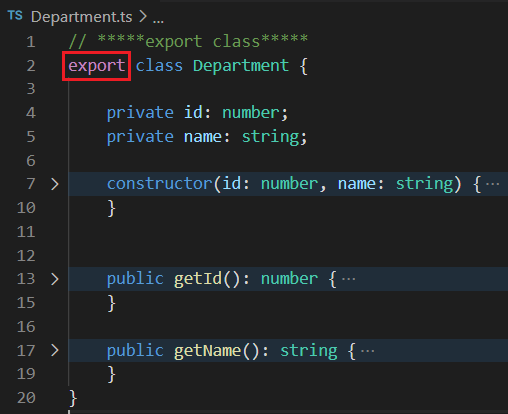 TS Department.ts > ...
1 // *****export class*****
2 export class Department {
3
4 private id: number;
5 private name: string;
6
7 > constructor(id: number, name: string) {···
10 }
11
12
13 > public getId(): number {···
15 }
16
17 > public getName(): string {···
19 }
20 }